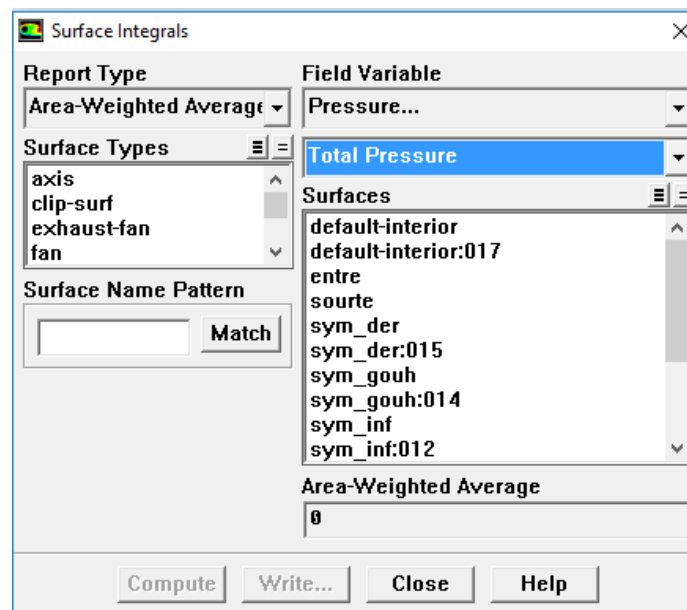 Surface Integrals
Report Type
Area-Weighted Average
Surface Types
axis
clip-surf
exhaust-fan
fan
Surface Name Pattern
Match
Field Variable
Pressure...
Total Pressure
Surfaces
default-interior
default-interior:017
entre
sourte
sym_der
sym_der:015
sym_gouh
sym_gouh:014
sym_inf
sym_inf:012
Area-Weighted Average
0
Compute Write... Close Help